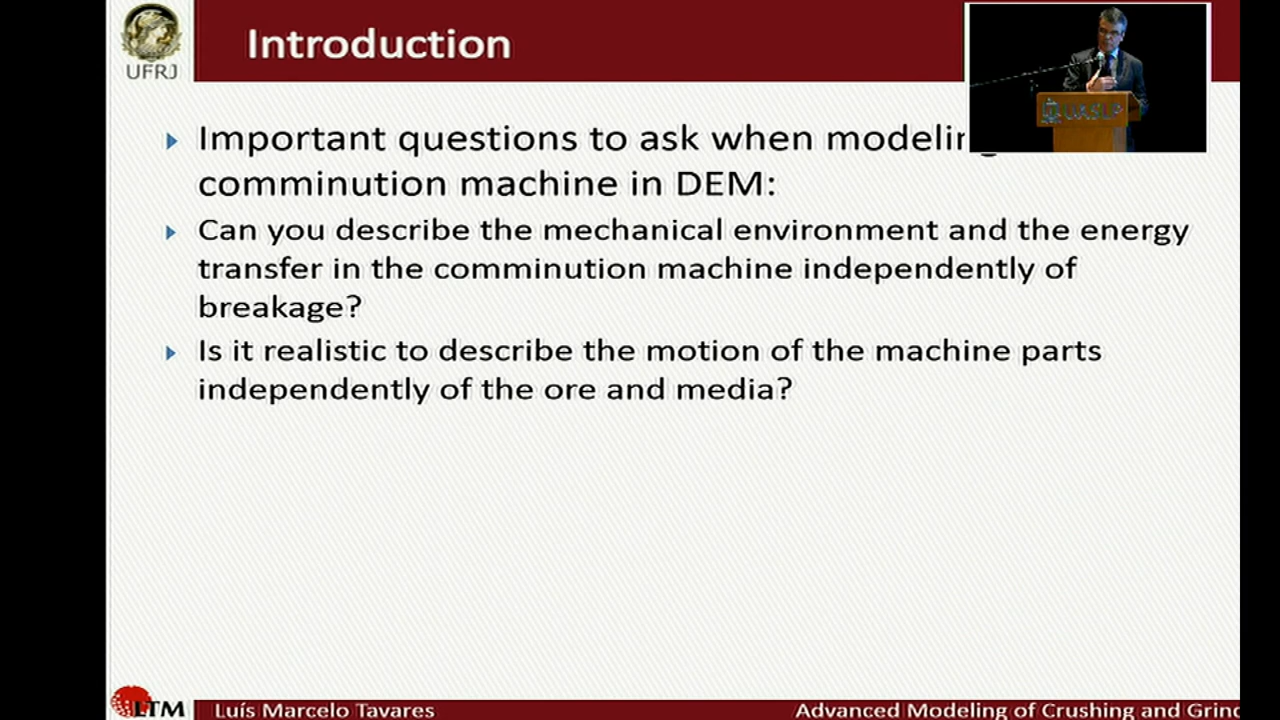 UFRJ
Introduction
UASLP
Important questions to ask when modeling
comminution machine in DEM:
Can you describe the mechanical environment and the energy
transfer in the comminution machine independently of
breakage?
Is it realistic to describe the motion of the machine parts
independently of the ore and media?
LTM
Luís Marcelo Tavares
Advanced Modeling of Crushing and Grind